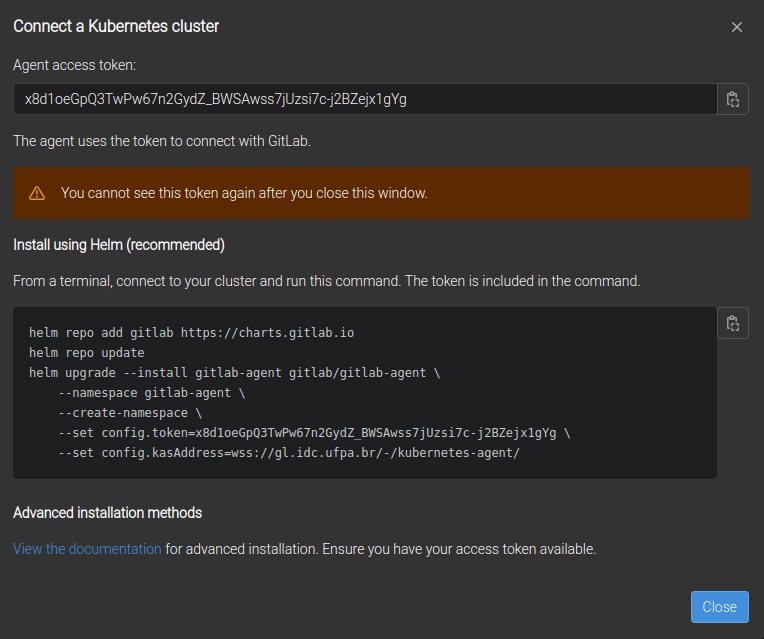 Connect a Kubernetes cluster
Agent access token:
x8d1oeGpQ3TwPw67n2GydZ_BWSAwss7jUzsi7c-j2BZejx1gYg
The agent uses the token to connect with GitLab.
You cannot see this token again after you close this window.
Install using Helm (recommended)
From a terminal, connect to your cluster and run this command. The token is included in the command.
helm repo add gitlab https://charts.gitlab.io
helm repo update
helm upgrade --install gitlab-agent gitlab/gitlab-agent \
    --namespace gitlab-agent \
    --create-namespace \
    --set config.token=x8d1oeGpQ3TwPw67n2GydZ_BWSAwss7jUzsi7c-j2BZejx1gYg \
    --set config.kasAddress=wss://gl.idc.ufpa.br/-/kubernetes-agent/
Advanced installation methods
View the documentation for advanced installation. Ensure you have your access token available.
Close